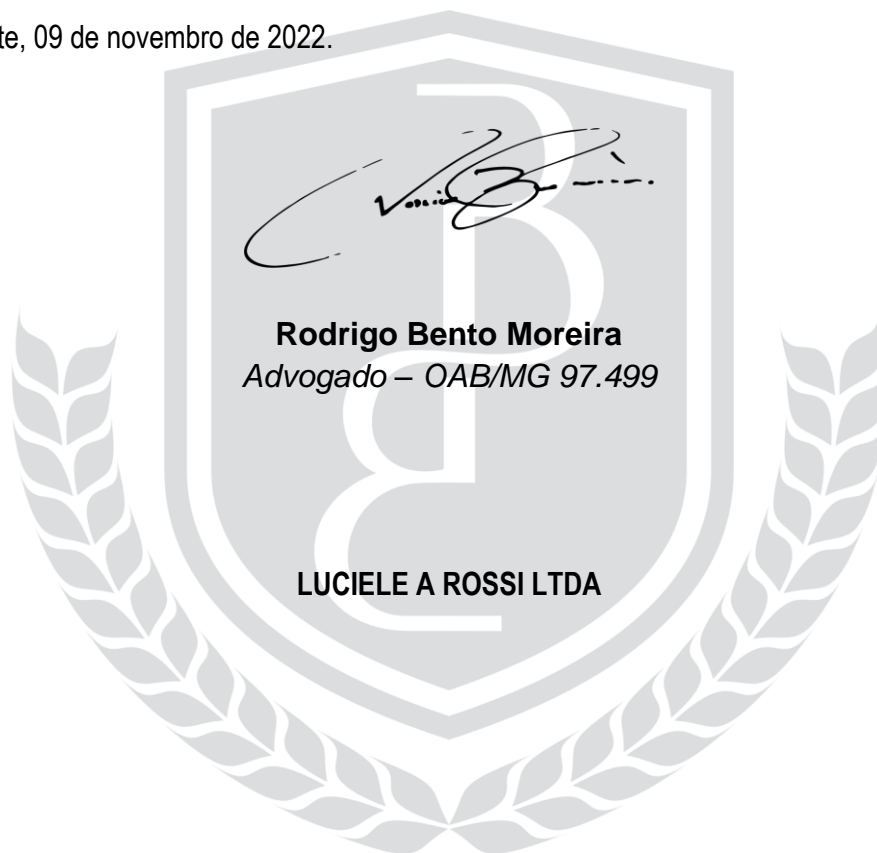 te, 09 de novembro de 2022.
Rodrigo Bento Moreira
Advogado – OAB/MG 97.499
LUCIELE A ROSSI LTDA